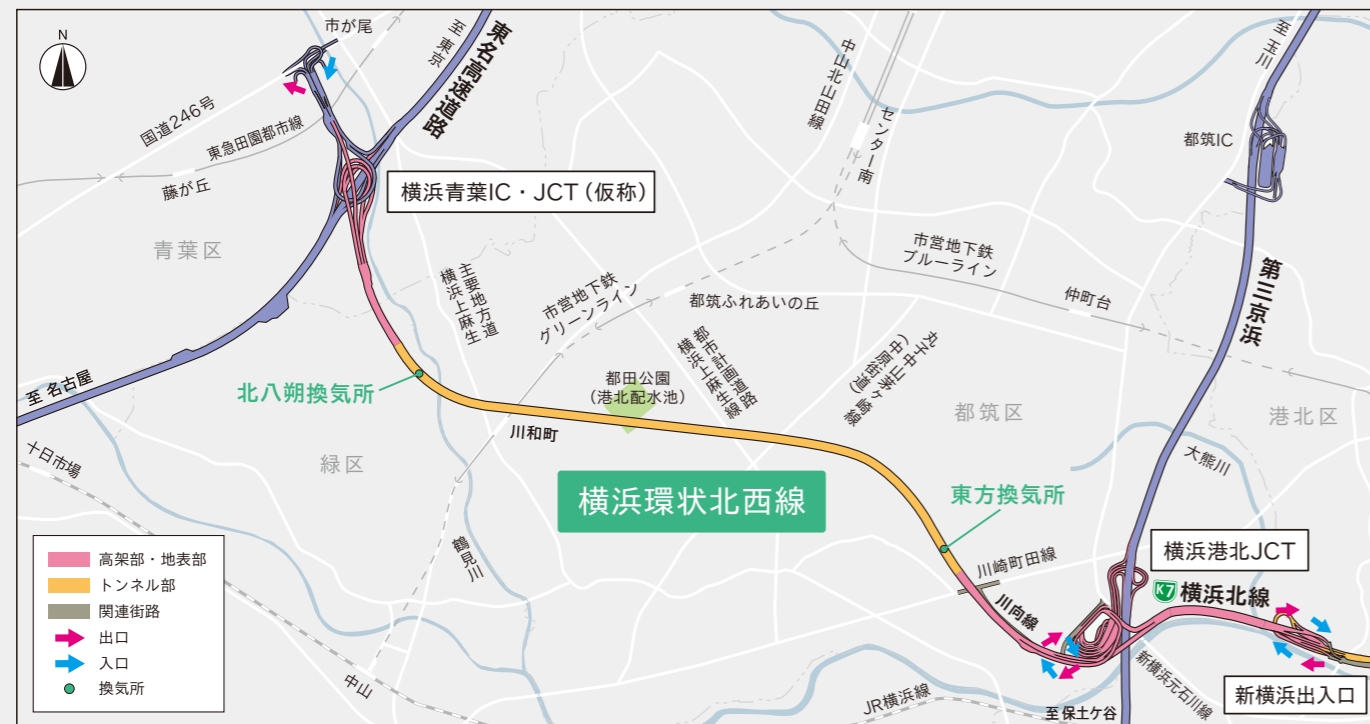 N
市が尾
至 東京
東名高速道路
国道246号
東急田園都市線
藤が丘
青葉区
横浜青葉IC・JCT（仮称）
中山北山田線
センター南
至 玉川
都筑IC
第三京浜
市営地下鉄
ブルーライン
仲町台
主要地方道
横浜上麻生
市営地下鉄
グリーンライン
都筑ふれあいの丘
都市計画道路
横浜上麻生線
丸子中山茅ヶ崎線
（中原街道）
都筑区
港北区
至 名古屋
北八朔換気所
都田公園
（港北配水池）
川和町
十日市場
緑区
大熊川
横浜環状北西線
東方換気所
鶴見川
川崎町田線
川向線
横浜港北JCT
K7 横浜北線
高架部・地表部
トンネル部
関連街路
出口
入口
換気所
中山
JR横浜線
新横浜元石川線
至 保土ケ谷
新横浜出入口